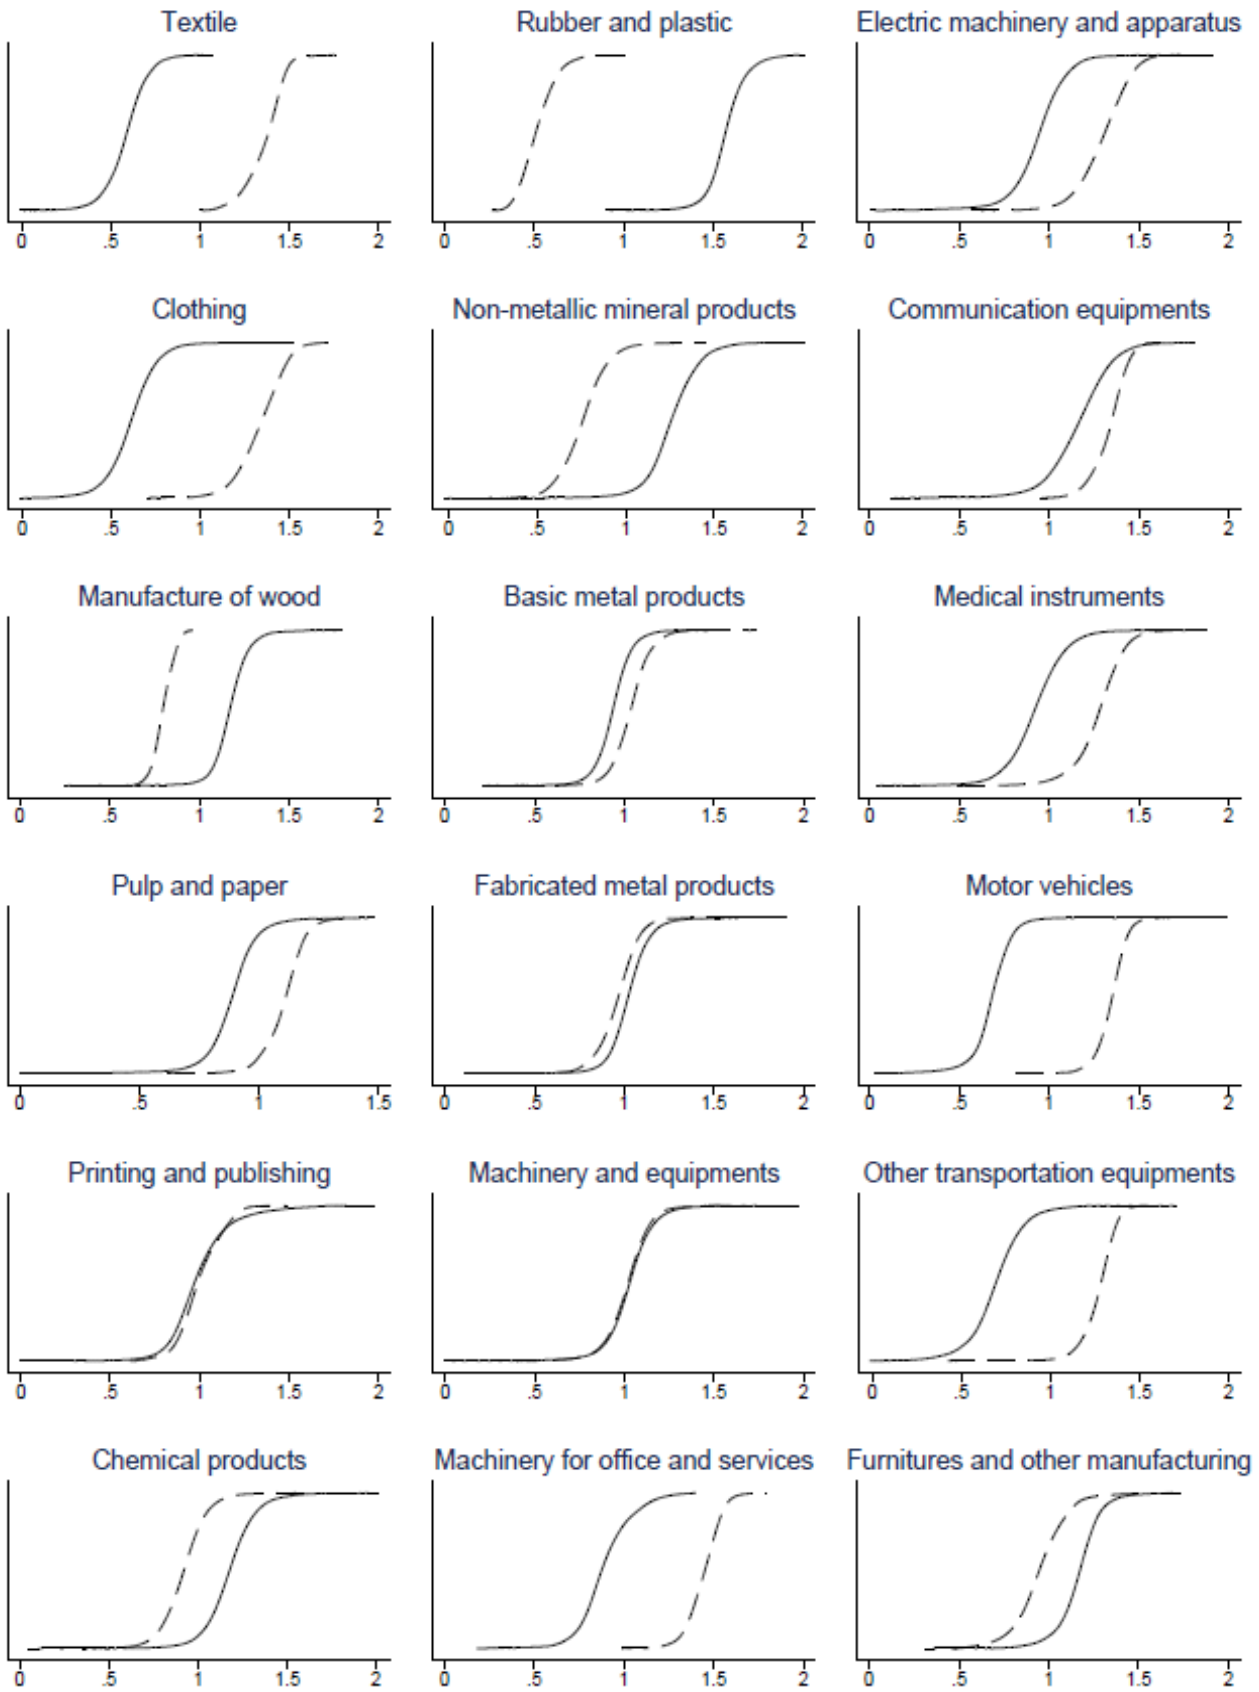 Textile Rubber and plastic Electric machinery and apparatus
0 .5 1 1.5 2 0 .5 1 1.5 2 0 .5 1 1.5 2
Clothing Non-metallic mineral products Communication equipments
0 .5 1 1.5 2 0 .5 1 1.5 2 0 .5 1 1.5 2
Manufacture of wood Basic metal products Medical instruments
0 .5 1 1.5 2 0 .5 1 1.5 2 0 .5 1 1.5 2
Pulp and paper Fabricated metal products Motor vehicles
0 .5 1 1.5 0 .5 1 1.5 2 0 .5 1 1.5 2
Printing and publishing Machinery and equipments Other transportation equipments
0 .5 1 1.5 2 0 .5 1 1.5 2 0 .5 1 1.5 2
Chemical products Machinery for office and services Furnitures and other manufacturing
0 .5 1 1.5 2 0 .5 1 1.5 2 0 .5 1 1.5 2